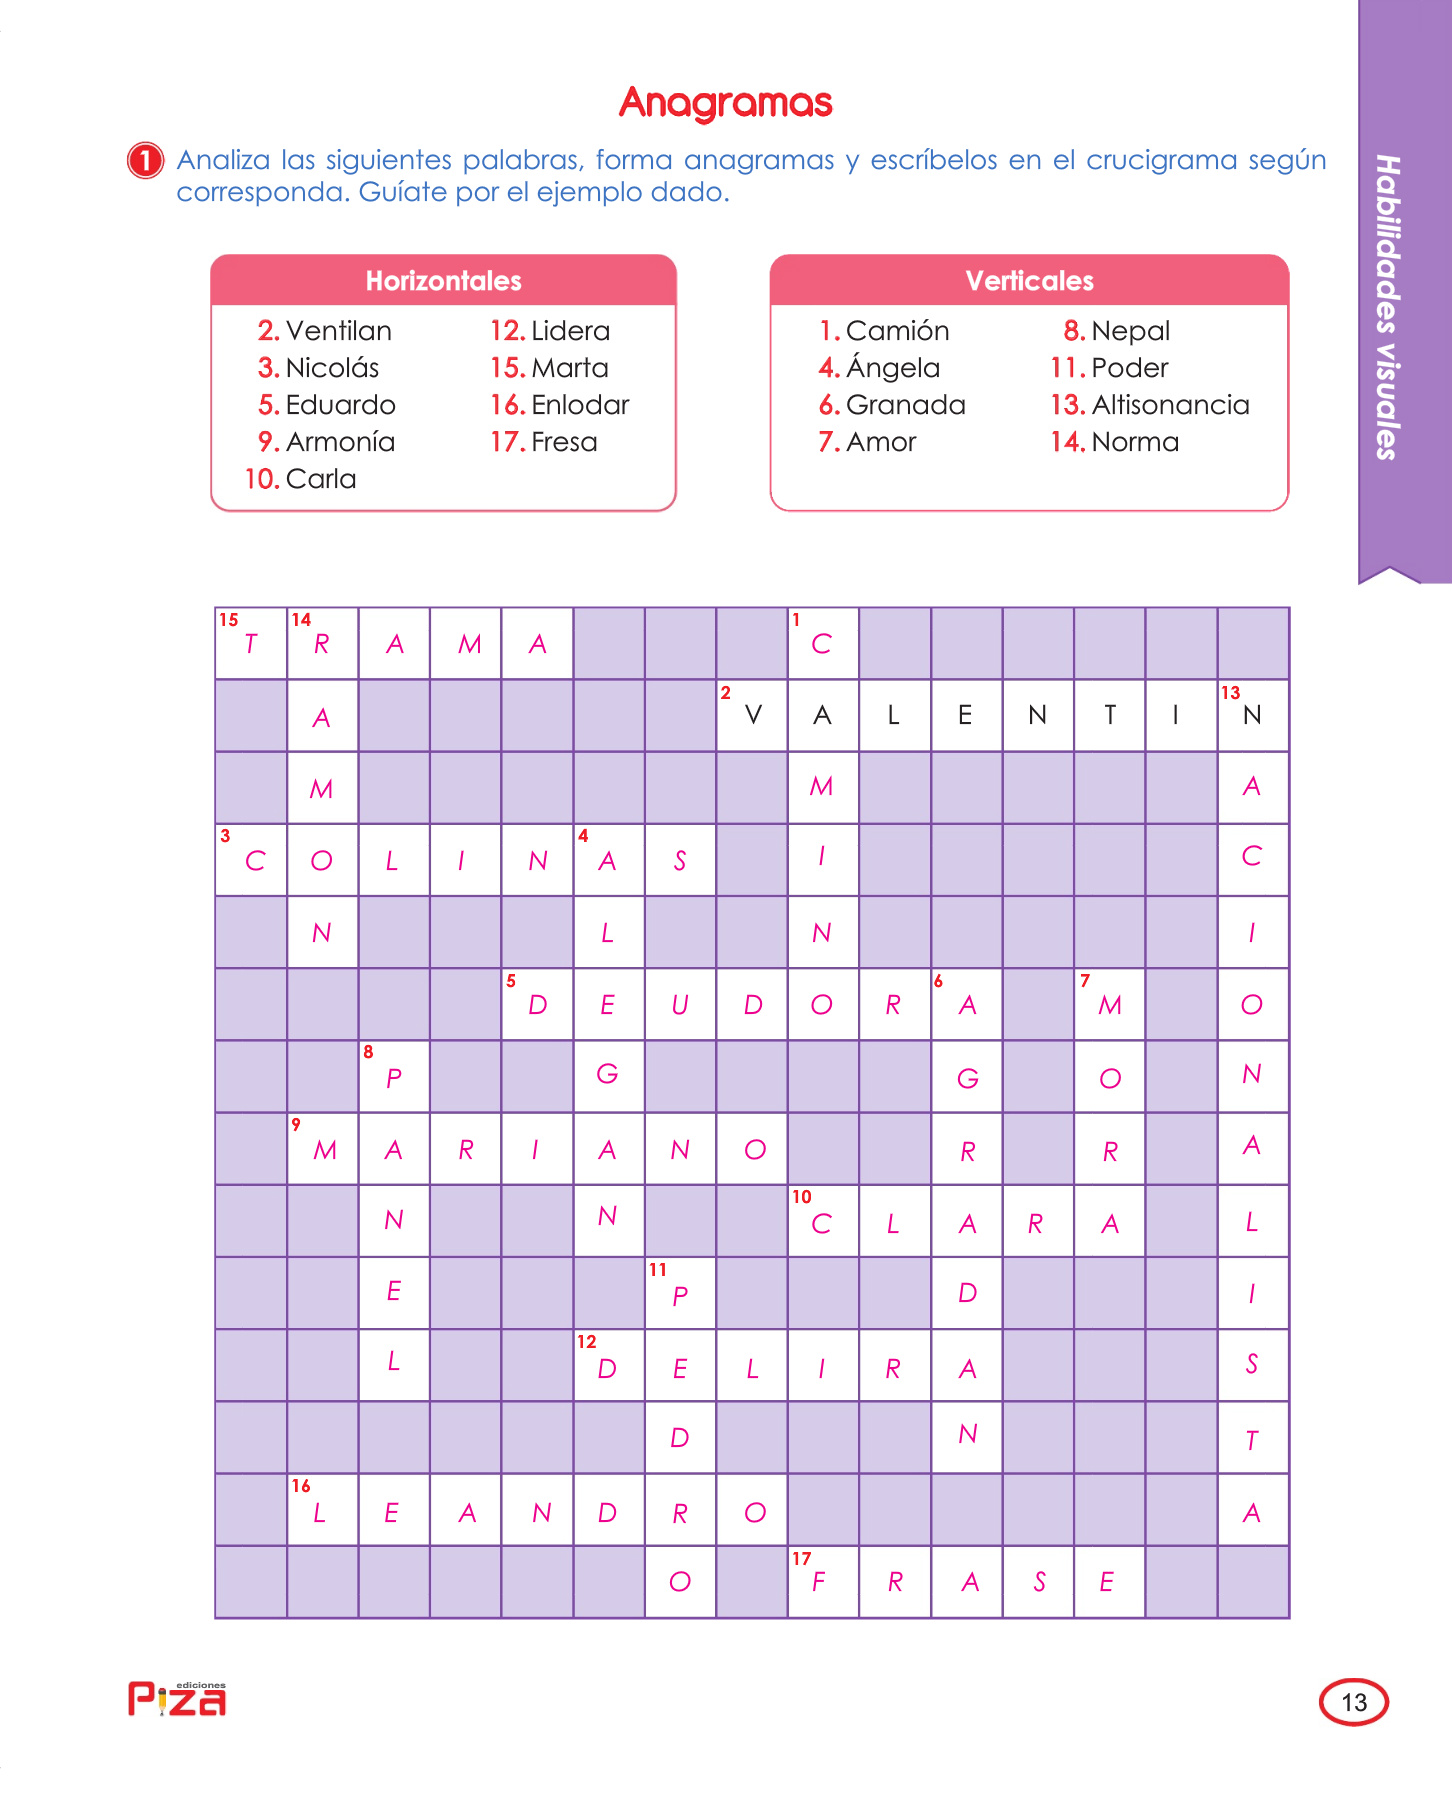 Anagramas
1 Analiza las siguientes palabras, forma anagramas y escríbelos en el crucigrama según
corresponda. Guíate por el ejemplo dado.
Habilidades visuales
Horizontales
2. Ventilan 12. Lidera
3. Nicolás 15. Marta
5. Eduardo 16. Enlodar
9. Armonía 17. Fresa
10. Carla
Verticales
1. Camión 8. Nepal
4. Ángela 11. Poder
6. Granada 13. Altisonancia
7. Amor 14. Norma
15 T 14 R A M A 1 C
A 2 V A L E N T I 13 N
M M A
3 C O L I N 4 A S I C
N L N I
5 D E U D O R 6 A 7 M O
8 P G G O N
9 M A R I A N O R R A
N N 10 C L A R A L
E 11 P D I
L 12 D E L I R A S
D N T
16 L E A N D R O A
O 17 F R A S E
ediciones
Piza
13